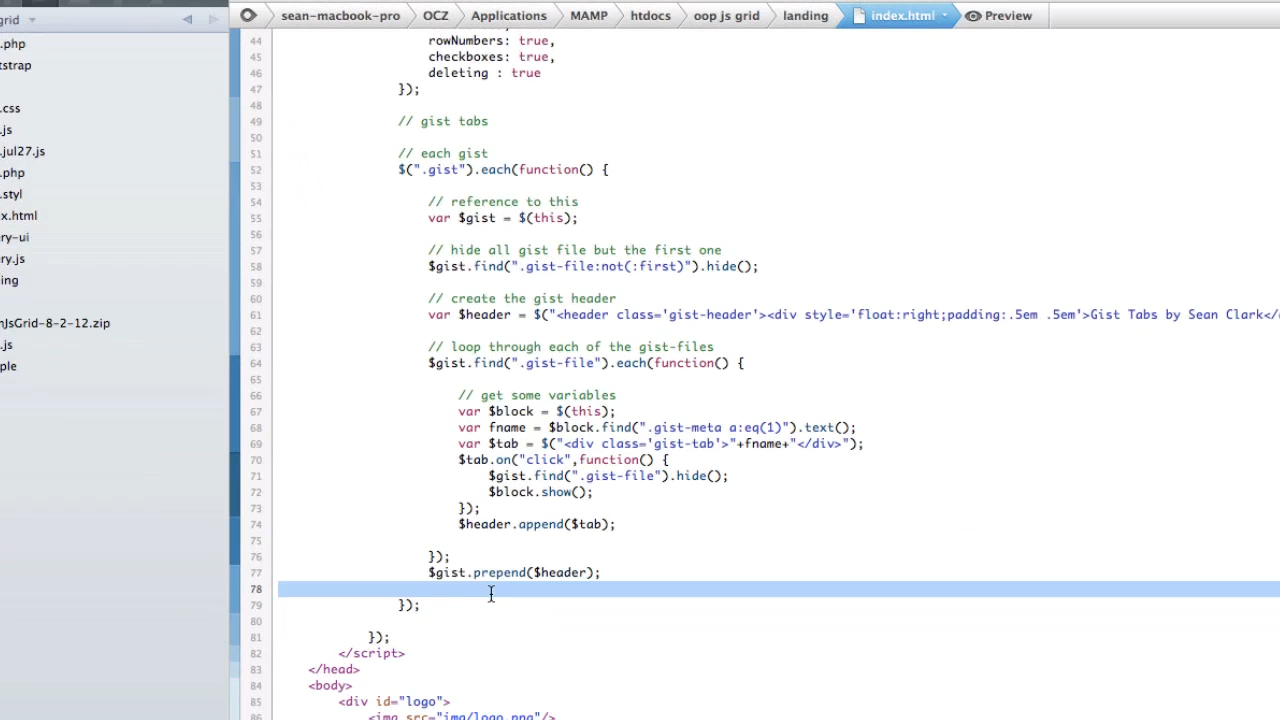 grid
sean-macbook-pro OCZ Applications MAMP htdocs oop js grid landing index.html Preview
.php
tstrap
.css
.js
.jul27.js
.php
.styl
x.html
ry-ui
ry.js
ing
nJsGrid-8-2-12.zip
.js
ple
44 rowNumbers: true,
45 checkboxes: true,
46 deleting : true
47 });
48
49 // gist tabs
50
51 // each gist
52 $(".gist").each(function() {
53
54 // reference to this
55 var $gist = $(this);
56
57 // hide all gist file but the first one
58 $gist.find(".gist-file:not(:first)").hide();
59
60 // create the gist header
61 var $header = $("<header class='gist-header'><div style='float:right;padding:.5em .5em'>Gist Tabs by Sean Clark</
62
63 // loop through each of the gist-files
64 $gist.find(".gist-file").each(function() {
65
66 // get some variables
67 var $block = $(this);
68 var fname = $block.find(".gist-meta a:eq(1)").text();
69 var $tab = $("<div class='gist-tab'>"+fname+"</div>");
70 $tab.on("click",function() {
71 $gist.find(".gist-file").hide();
72 $block.show();
73 });
74 $header.append($tab);
75
76 });
77 $gist.prepend($header);
78
79 });
80
81 });
82 </script>
83 </head>
84 <body>
85 <div id="logo">
86 <img src="img/logo.png"/>